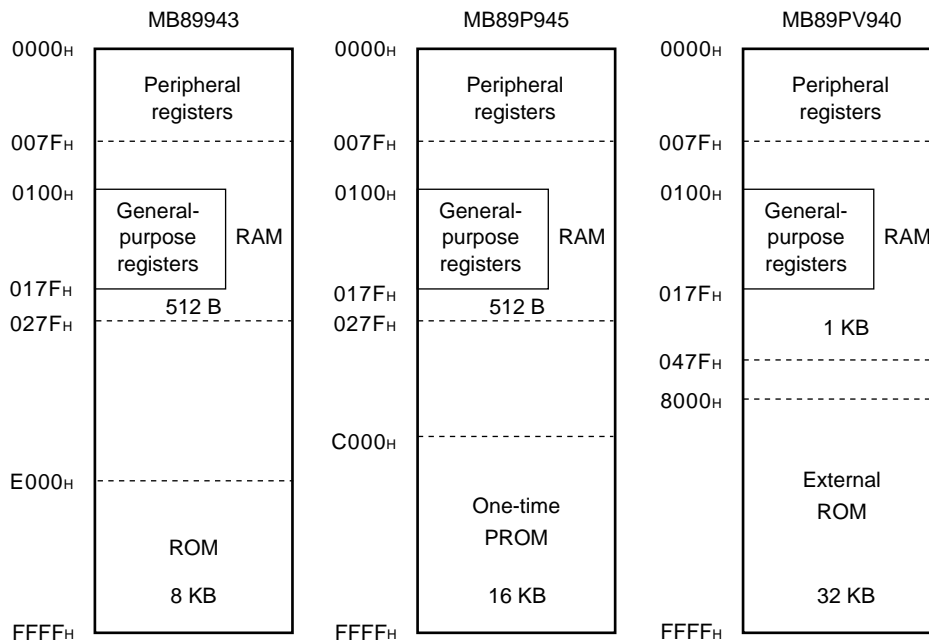 MB89943
0000H
Peripheral
registers
007FH
0100H
General-
purpose
registers
RAM
017FH
512 B
027FH
E000H
ROM
8 KB
FFFFH
MB89P945
0000H
Peripheral
registers
007FH
0100H
General-
purpose
registers
RAM
017FH
512 B
027FH
C000H
One-time
PROM
16 KB
FFFFH
MB89PV940
0000H
Peripheral
registers
007FH
0100H
General-
purpose
registers
RAM
017FH
1 KB
047FH
8000H
External
ROM
32 KB
FFFFH